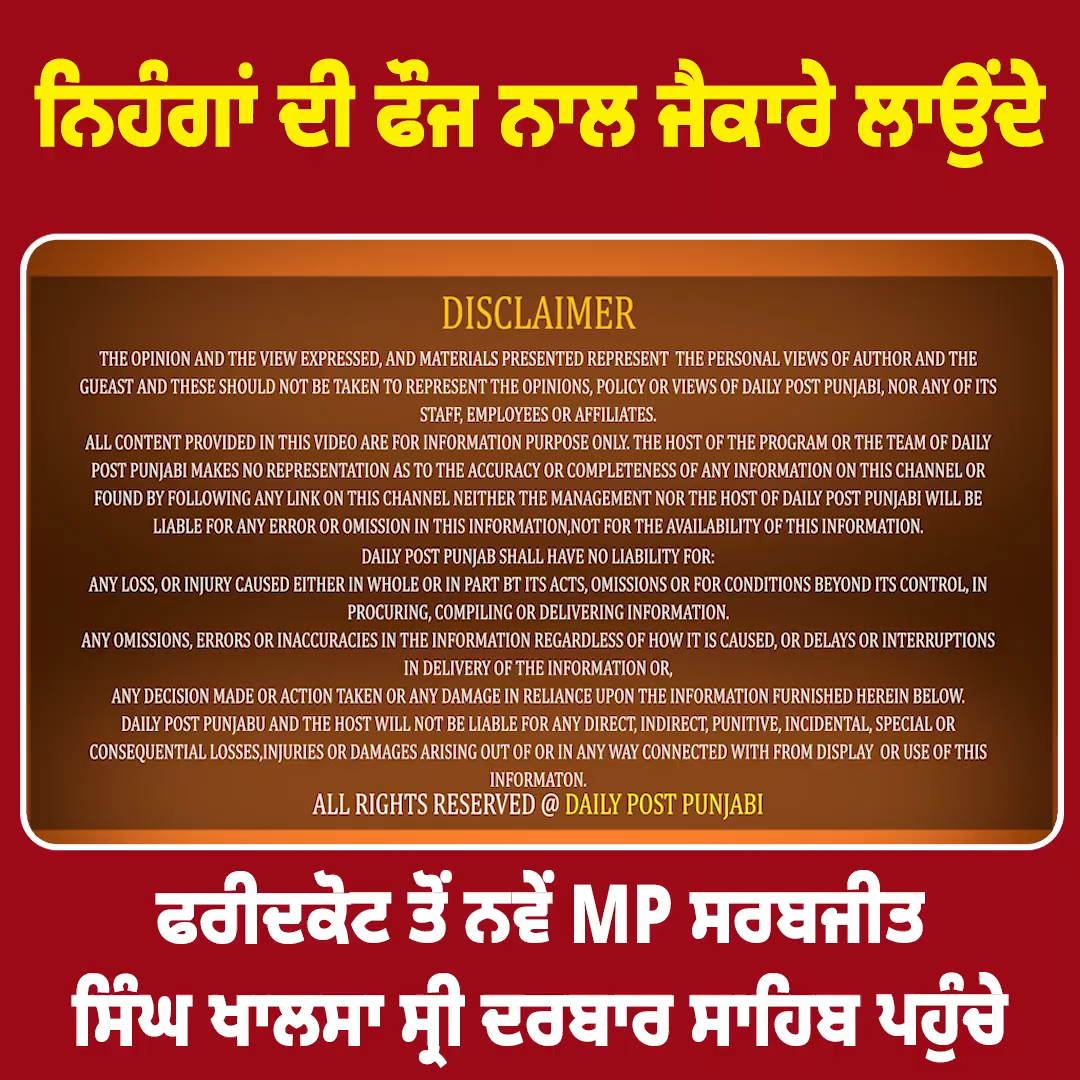 ਨਿਹੰਗਾਂ ਦੀ ਫੌਜ ਨਾਲ ਜੈਕਾਰੇ ਲਾਉਂਦੇ
DISCLAIMER
THE OPINION AND THE VIEW EXPRESSED, AND MATERIALS PRESENTED REPRESENT THE PERSONAL VIEWS OF AUTHOR AND THE
GUEAST AND THESE SHOULD NOT BE TAKEN TO REPRESENT THE OPINIONS, POLICY OR VIEWS OF DAILY POST PUNJABI, NOR ANY OF ITS
STAFF, EMPLOYEES OR AFFILIATES.
ALL CONTENT PROVIDED IN THIS VIDEO ARE FOR INFORMATION PURPOSE ONLY. THE HOST OF THE PROGRAM OR THE TEAM OF DAILY
POST PUNJABI MAKES NO REPRESENTATION AS TO THE ACCURACY OR COMPLETENESS OF ANY INFORMATION ON THIS CHANNEL OR
FOUND BY FOLLOWING ANY LINK ON THIS CHANNEL NEITHER THE MANAGEMENT NOR THE HOST OF DAILY POST PUNJABI WILL BE
LIABLE FOR ANY ERROR OR OMISSION IN THIS INFORMATION,NOT FOR THE AVAILABILITY OF THIS INFORMATION.
DAILY POST PUNJAB SHALL HAVE NO LIABILITY FOR:
ANY LOSS, OR INJURY CAUSED EITHER IN WHOLE OR IN PART BT ITS ACTS, OMISSIONS OR FOR CONDITIONS BEYOND ITS CONTROL, IN
PROCURING, COMPILING OR DELIVERING INFORMATION.
ANY OMISSIONS, ERRORS OR INACCURACIES IN THE INFORMATION REGARDLESS OF HOW IT IS CAUSED, OR DELAYS OR INTERRUPTIONS
IN DELIVERY OF THE INFORMATION OR,
ANY DECISION MADE OR ACTION TAKEN OR ANY DAMAGE IN RELIANCE UPON THE INFORMATION FURNISHED HEREIN BELOW.
DAILY POST PUNJABU AND THE HOST WILL NOT BE LIABLE FOR ANY DIRECT, INDIRECT, PUNITIVE, INCIDENTAL, SPECIAL OR
CONSEQUENTIAL LOSSES,INJURIES OR DAMAGES ARISING OUT OF OR IN ANY WAY CONNECTED WITH FROM DISPLAY OR USE OF THIS
INFORMATON.
ALL RIGHTS RESERVED @ DAILY POST PUNJABI
ਫਰੀਦਕੋਟ ਤੋਂ ਨਵੇਂ MP ਸਰਬਜੀਤ
ਸਿੰਘ ਖਾਲਸਾ ਸ੍ਰੀ ਦਰਬਾਰ ਸਾਹਿਬ ਪਹੁੰਚੇ